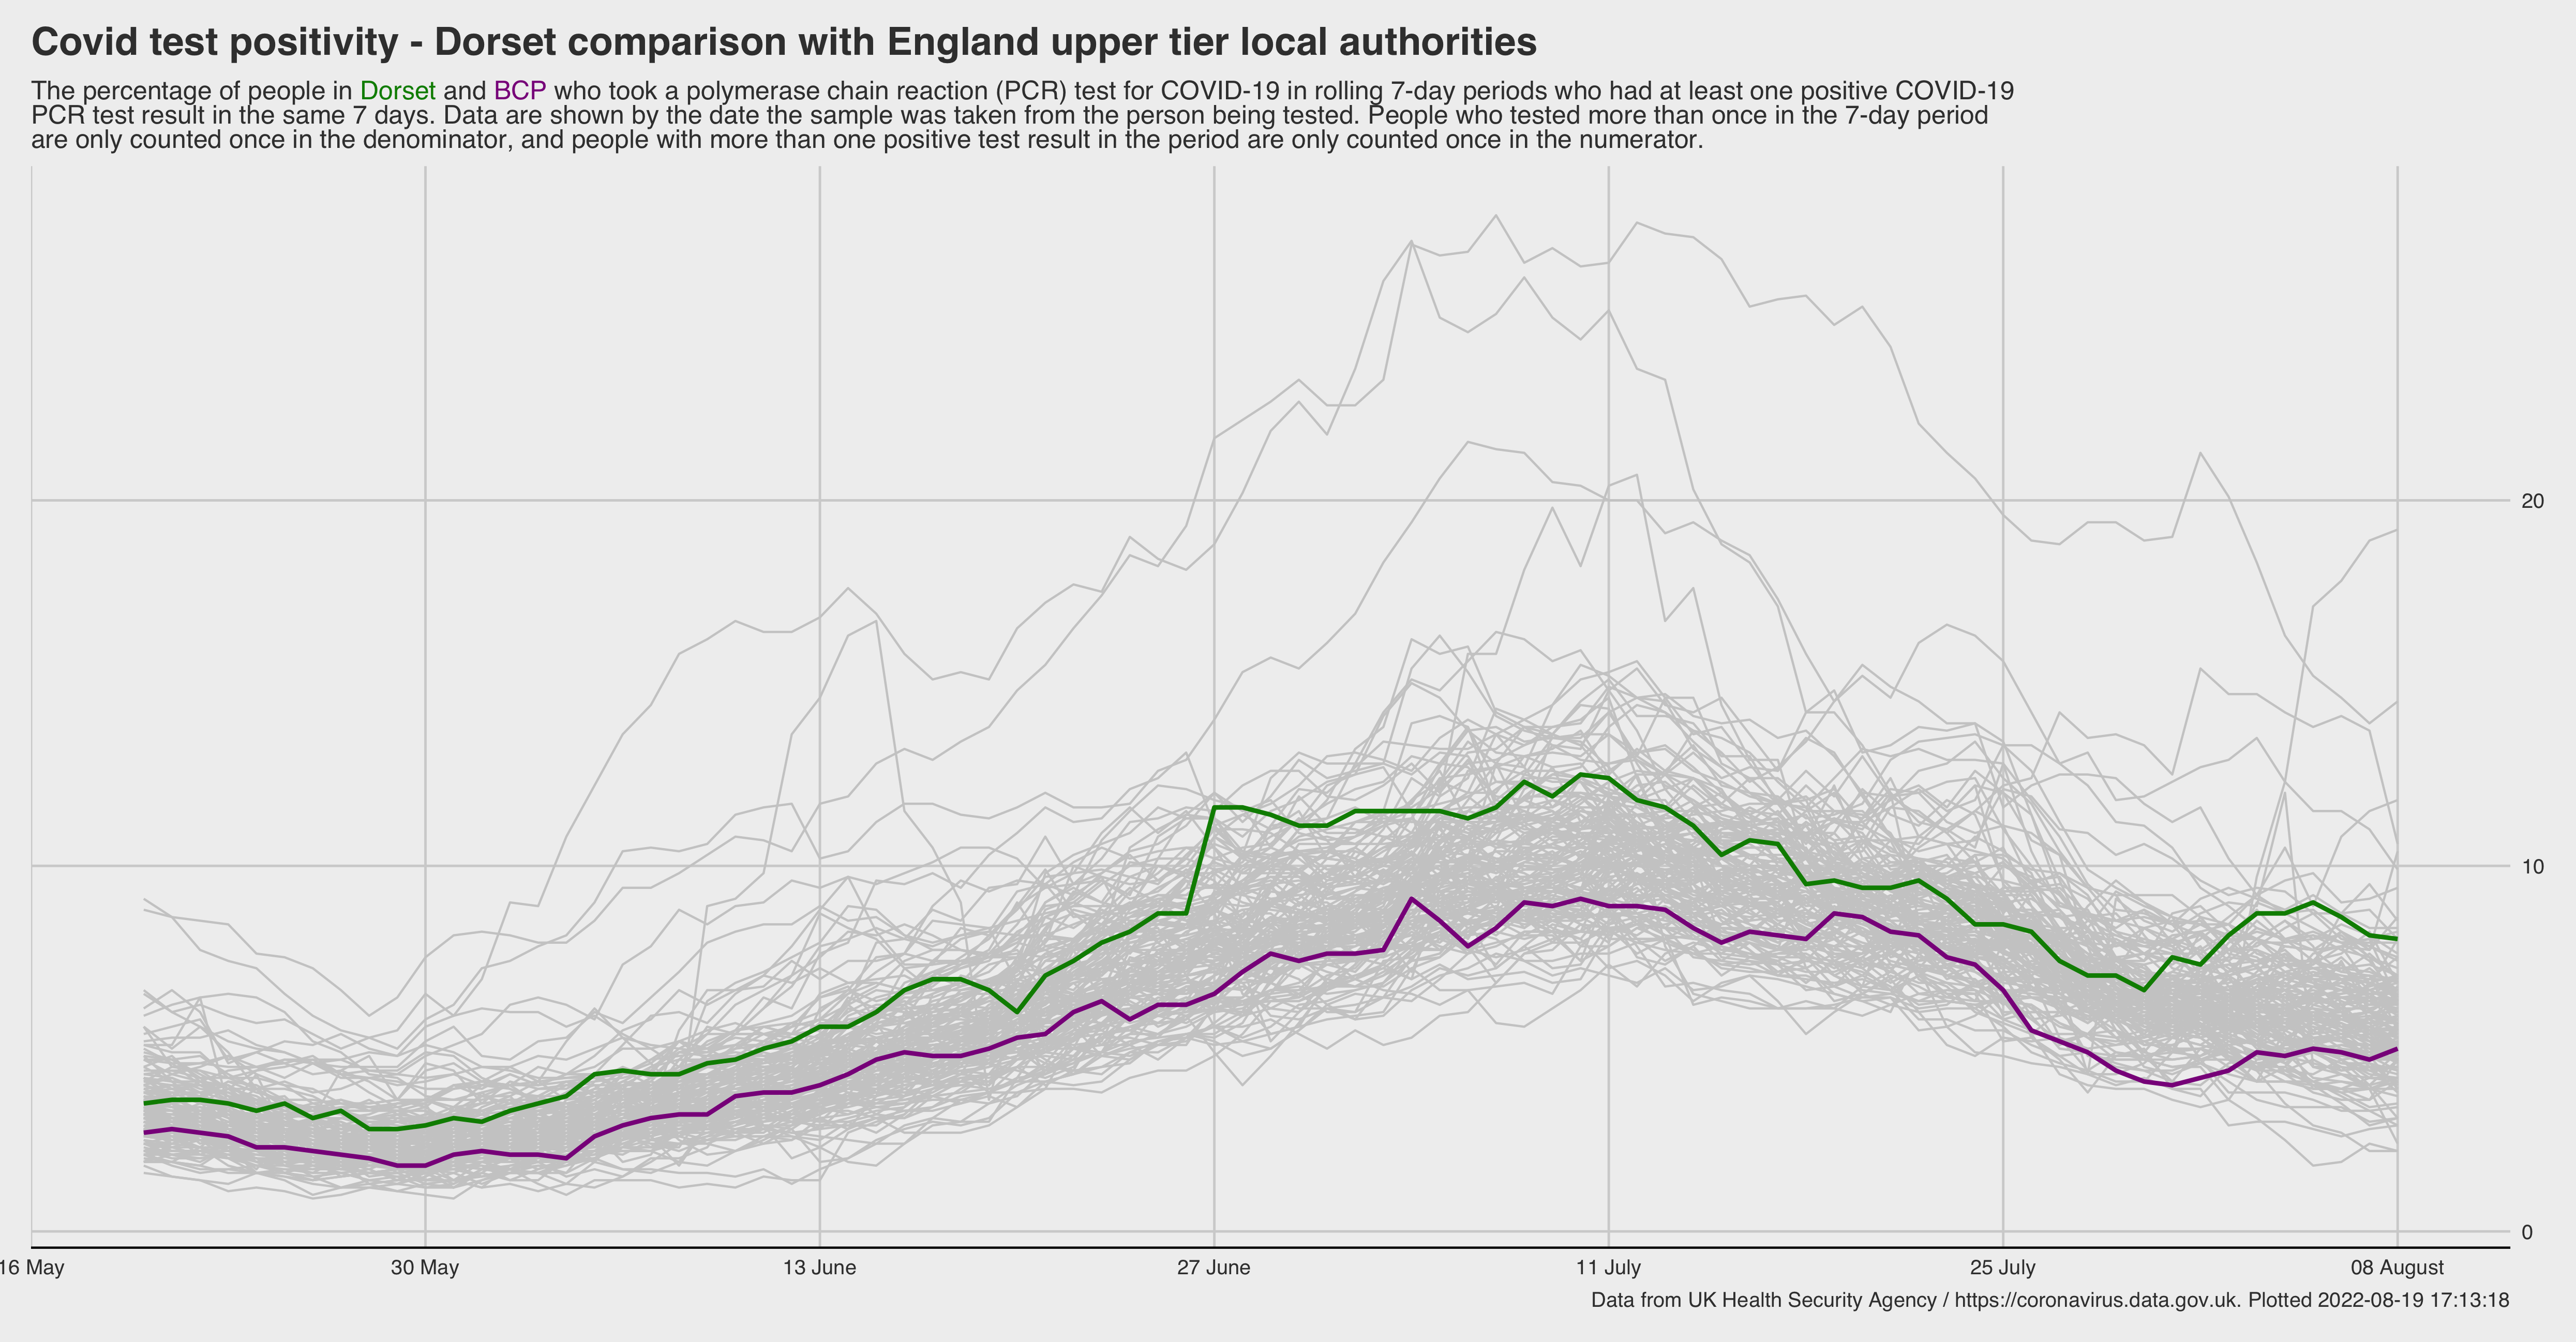 Covid test positivity - Dorset comparison with England upper tier local authorities
The percentage of people in Dorset and BCP who took a polymerase chain reaction (PCR) test for COVID-19 in rolling 7-day periods who had at least one positive COVID-19
PCR test result in the same 7 days. Data are shown by the date the sample was taken from the person being tested. People who tested more than once in the 7-day period
are only counted once in the denominator, and people with more than one positive test result in the period are only counted once in the numerator.
20
10
0
16 May
30 May
13 June
27 June
11 July
25 July
08 August
Data from UK Health Security Agency / https://coronavirus.data.gov.uk. Plotted 2022-08-19 17:13:18